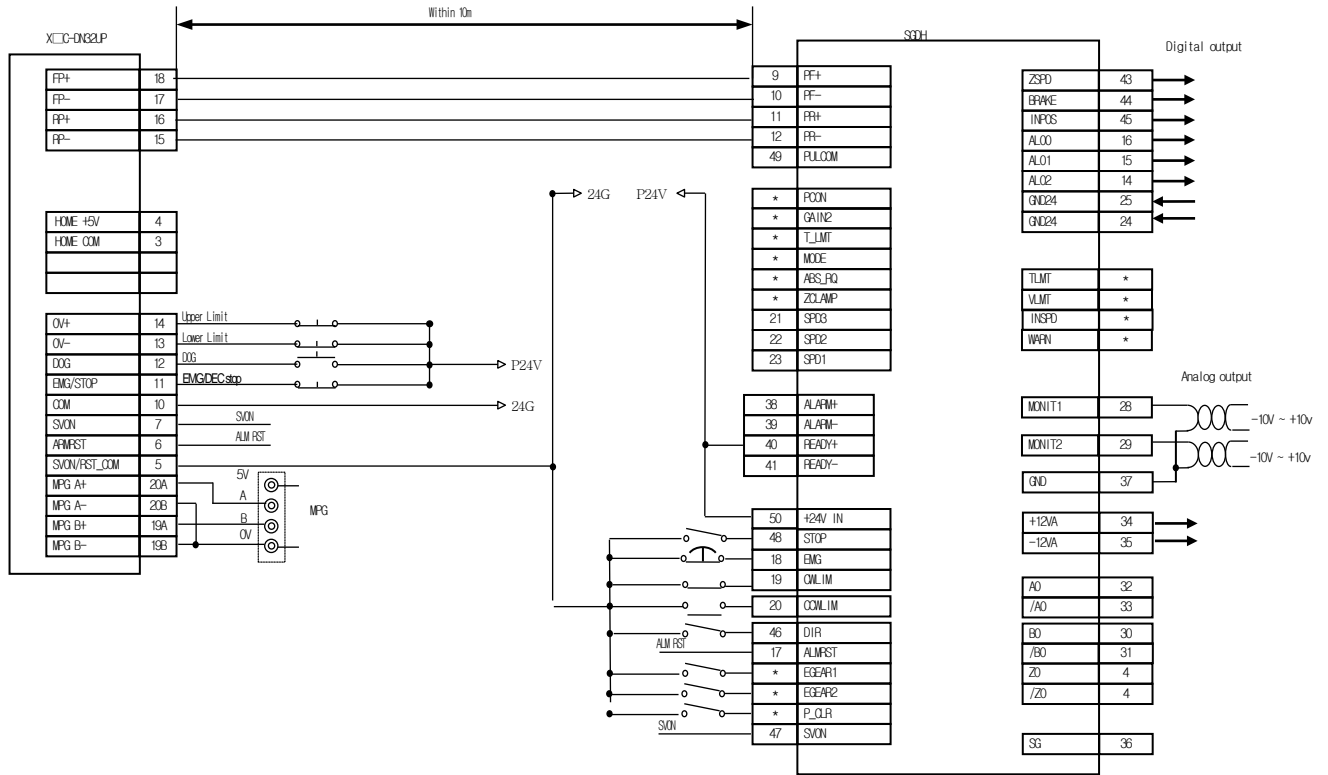 Within 10m
X□C-DN32UP
SGDH
Digital output
FP+ 18
FP- 17
RP+ 16
RP- 15
HOME +5V 4
HOME COM 3
OV+ 14 Upper Limit
OV- 13 Lower Limit
DOG 12 DOG
EMG/STOP 11 EMG/DEC stop
COM 10
SVON 7 SVON
ARMRST 6 ALM RST
SVON/RST_COM 5
MPG A+ 20A
MPG A- 20B
MPG B+ 19A
MPG B- 19B
5V
A
B
0V
MPG
P24V
24G
24G P24V
9 PF+
10 PF-
11 PR+
12 PR-
49 PULCOM
* PCON
* GAIN2
* T_LMT
* MODE
* ABS_RQ
* ZCLAMP
21 SPD3
22 SPD2
23 SPD1
38 ALARM+
39 ALARM-
40 READY+
41 READY-
50 +24V IN
48 STOP
18 EMG
19 CWLIM
20 CCWLIM
46 DIR
ALM RST 17 ALMRST
* EGEAR1
* EGEAR2
* P_CLR
SVON 47 SVON
ZSPD 43
BRAKE 44
INPOS 45
ALO0 16
ALO1 15
ALO2 14
GND24 25
GND24 24
TLMT *
VLMT *
INSPD *
WARN *
Analog output
MONIT1 28
-10V ~ +10v
MONIT2 29
-10V ~ +10v
GND 37
+12VA 34
-12VA 35
AO 32
/AO 33
BO 30
/BO 31
ZO 4
/ZO 4
SG 36